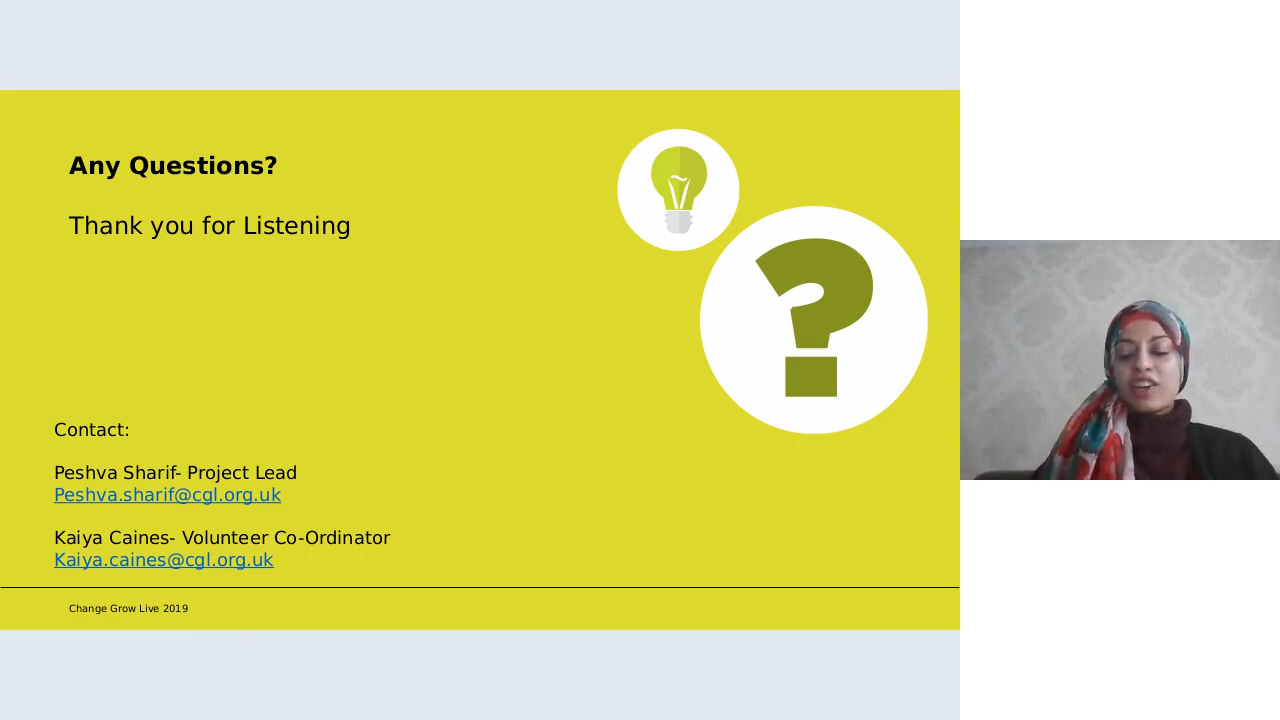 Any Questions?
Thank you for Listening
?
Contact:
Peshva Sharif- Project Lead
Peshva.sharif@cgl.org.uk
Kaiya Caines- Volunteer Co-Ordinator
Kaiya.caines@cgl.org.uk
Change Grow Live 2019